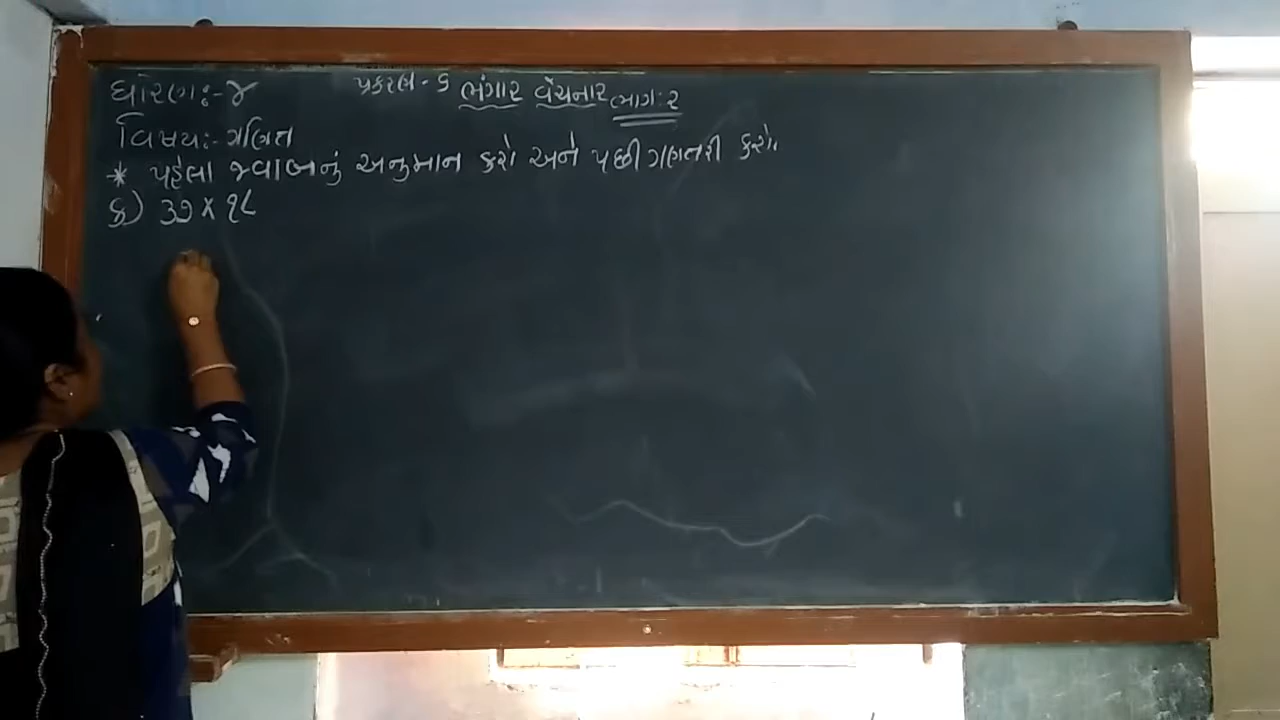 ધોરણ:-૪ પ્રકરણ-૬ ભંગાર વેંચનાર ભાગ:૨
વિષય:- ગણિત
* પહેલા જવાબનું અનુમાન કરો અને પછી ગણતરી કરો.
ક) ૩૭ × ૧૮